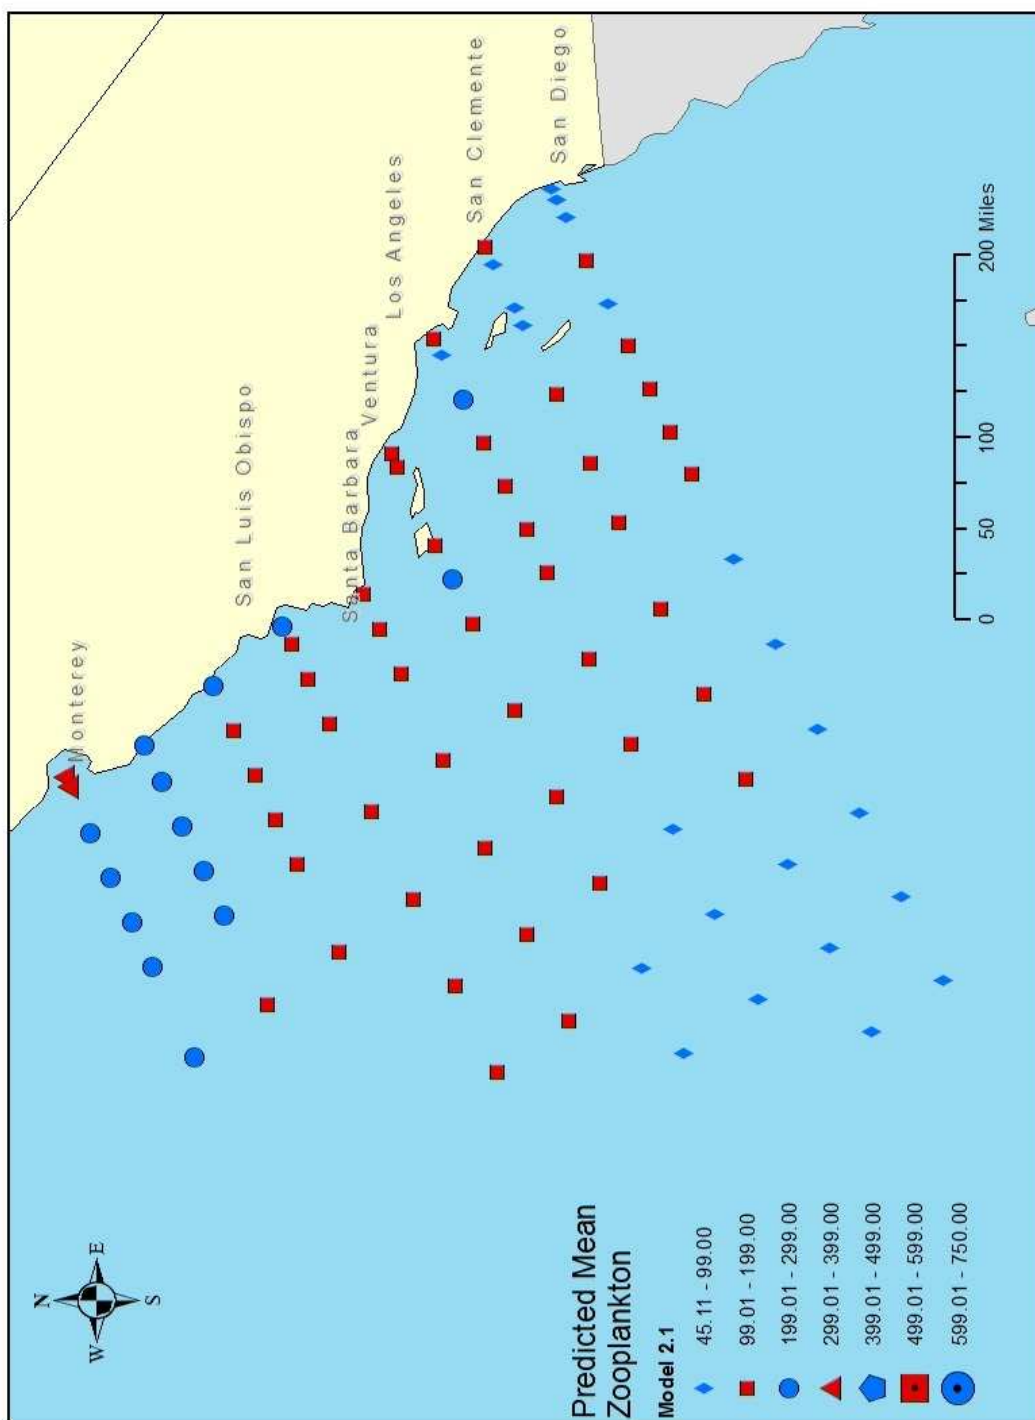 Monterey
San Luis Obispo
Santa Barbara
Ventura
Los Angeles
San Clemente
San Diego
N
W
E
S
Predicted Mean
Zooplankton
Model 2.1
45.11 - 99.00
99.01 - 199.00
199.01 - 299.00
299.01 - 399.00
399.01 - 499.00
499.01 - 599.00
599.01 - 750.00
0 50 100 200 Miles